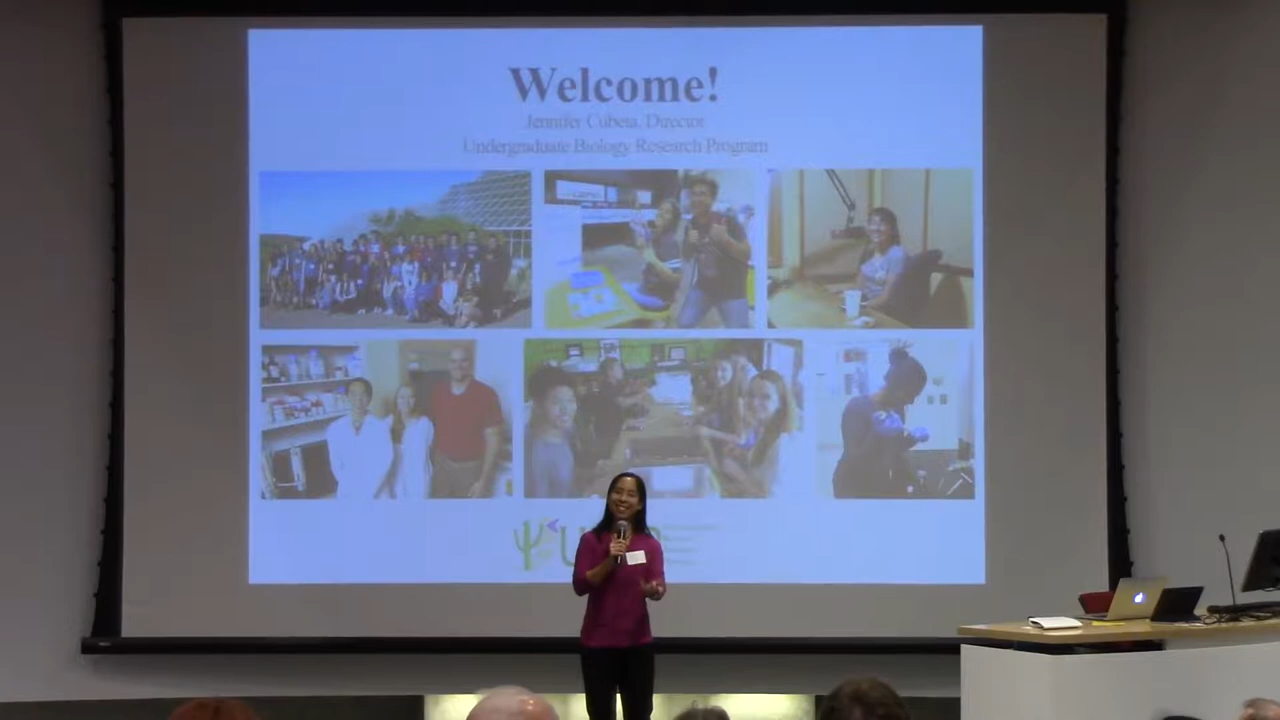 Welcome!
Jennifer Cubeta, Director
Undergraduate Biology Research Program